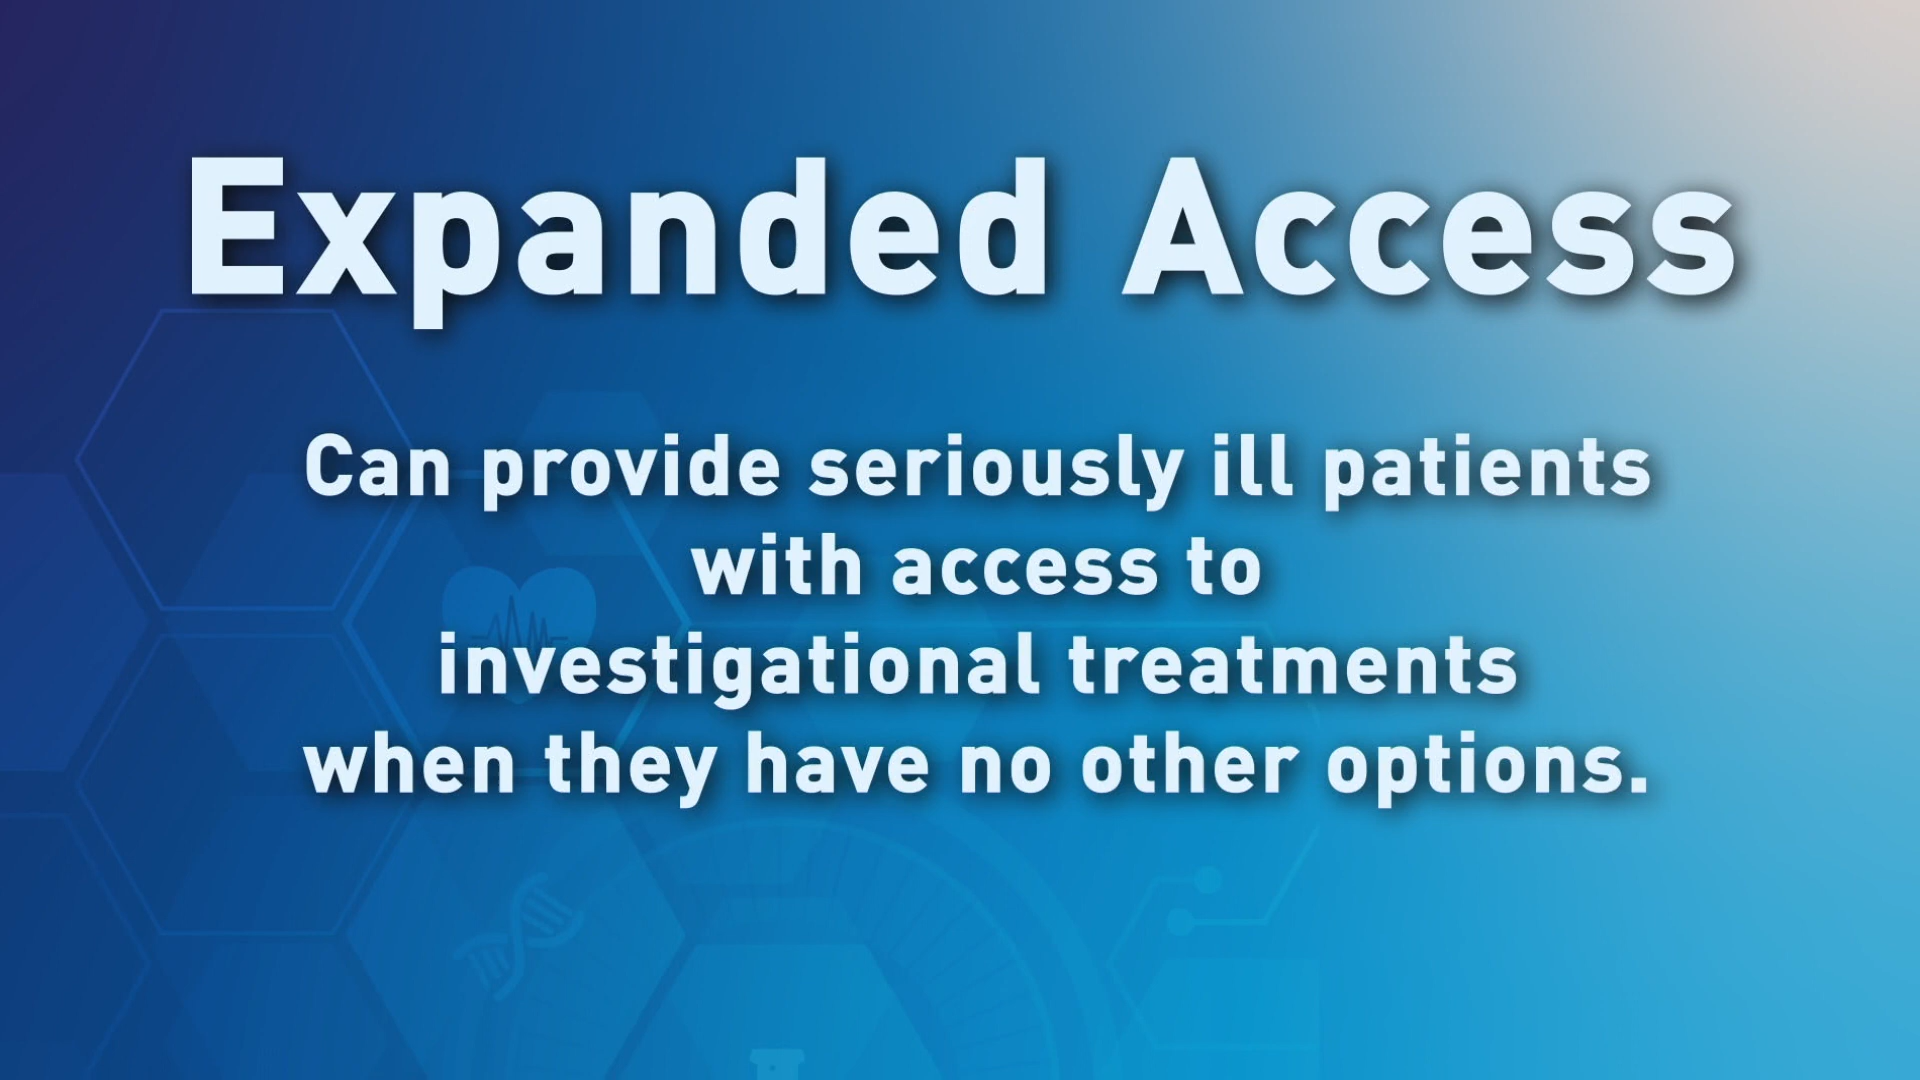 Expanded Access
Can provide seriously ill patients
with access to
investigational treatments
when they have no other options.